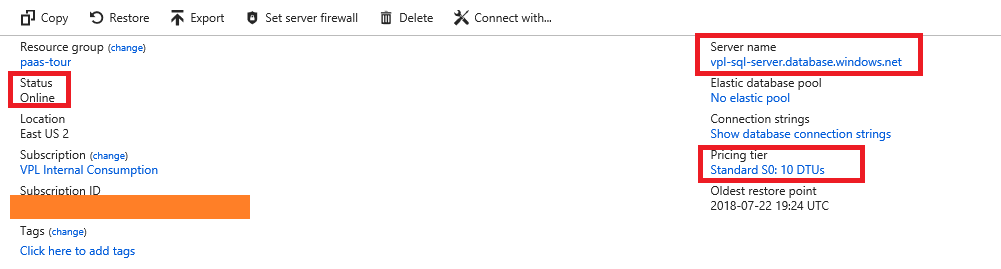 Copy Restore Export Set server firewall Delete Connect with...
Resource group (change)
paas-tour
Status
Online
Location
East US 2
Subscription (change)
VPL Internal Consumption
Subscription ID
Tags (change)
Click here to add tags
Server name
vpl-sql-server.database.windows.net
Elastic database pool
No elastic pool
Connection strings
Show database connection strings
Pricing tier
Standard S0: 10 DTUs
Oldest restore point
2018-07-22 19:24 UTC